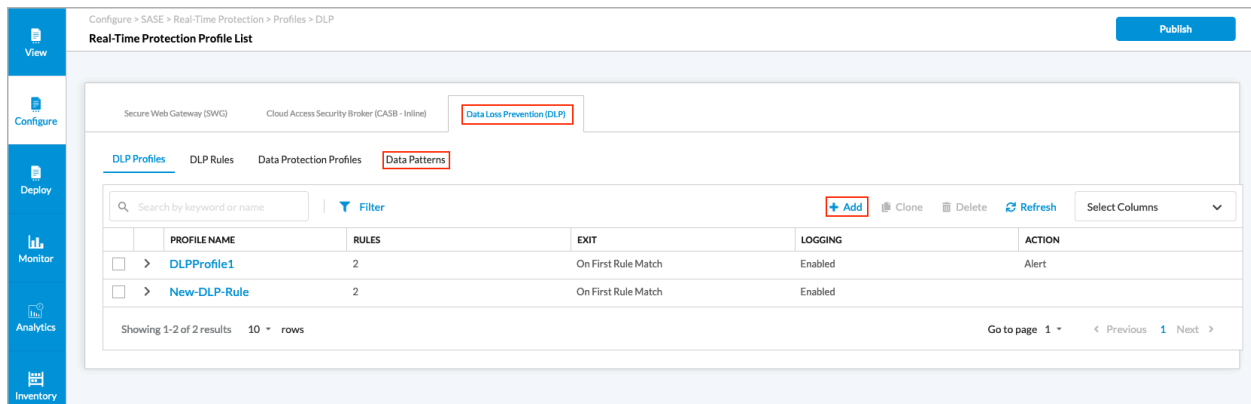 Configure > SASE > Real-Time Protection > Profiles > DLP
Real-Time Protection Profile List
Publish
View
Configure
Deploy
Monitor
Analytics
Inventory
Secure Web Gateway (SWG) Cloud Access Security Broker (CASB - Inline) Data Loss Prevention (DLP)
DLP Profiles DLP Rules Data Protection Profiles Data Patterns
Search by keyword or name Filter + Add Clone Delete Refresh Select Columns
PROFILE NAME RULES EXIT LOGGING ACTION
> DLPProfile1 2 On First Rule Match Enabled Alert
> New-DLP-Rule 2 On First Rule Match Enabled
Showing 1-2 of 2 results 10 rows Go to page 1 < Previous 1 Next >